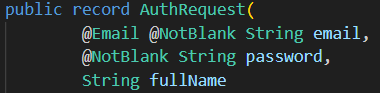 public record AuthRequest(
        @Email @NotBlank String email,
        @NotBlank String password,
        String fullName